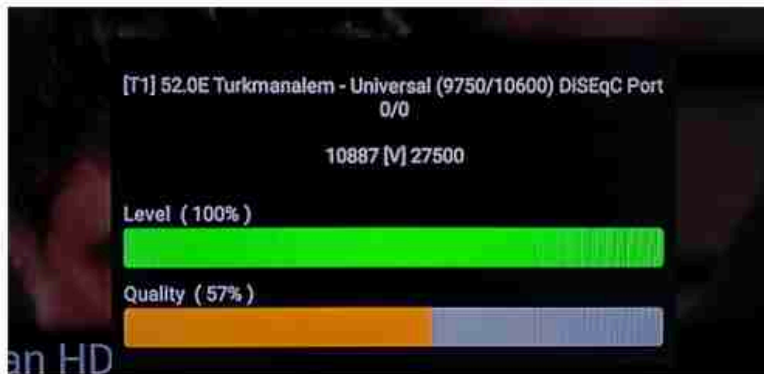 [T1] 52.0E Turkmanalem - Universal (9750/10600) DiSEqC Port
0/0
10887 [V] 27500
Level ( 100% )
Quality ( 57% )
an HD